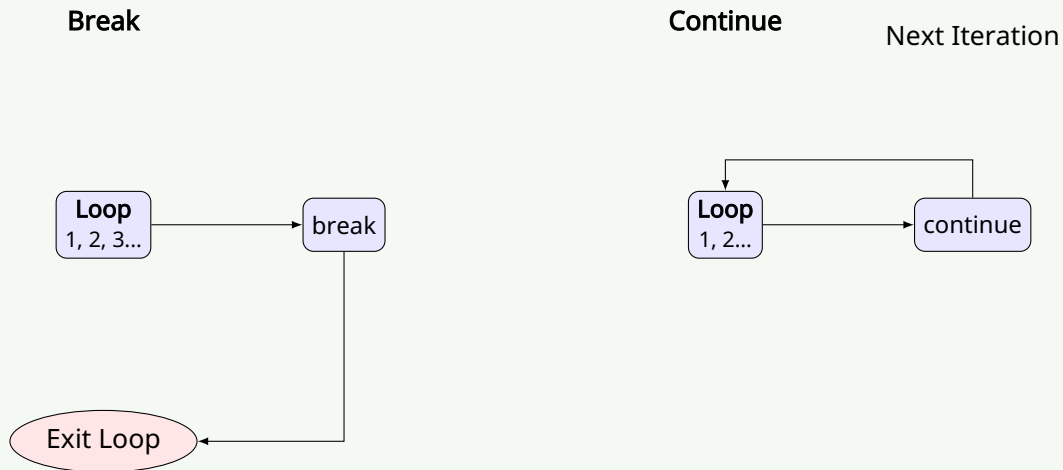 Break
Loop
1, 2, 3...
break
Exit Loop
Continue
Next Iteration
Loop
1, 2...
continue